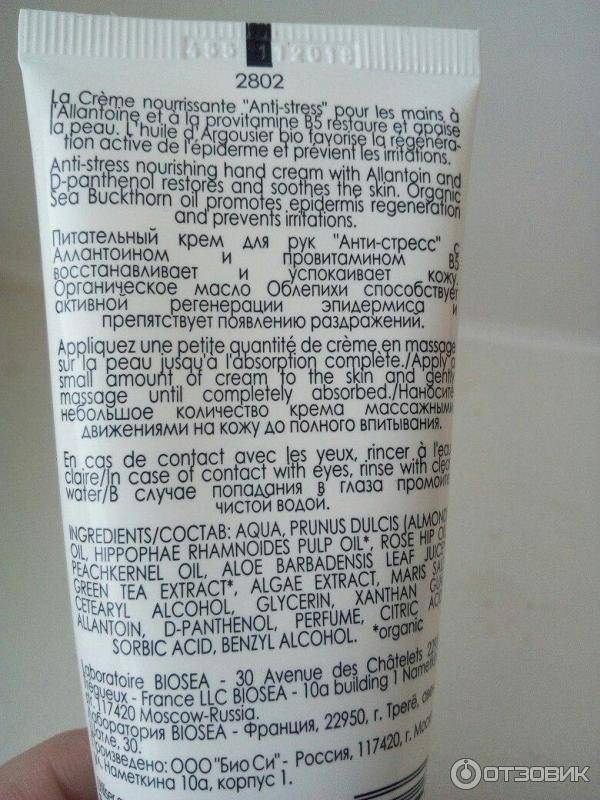 112016
2802
La Crème nourrissante "Anti-stress" pour les mains à
l'Allantoine et à la provitamine B5 restaure et apaise
la peau. L'huile d'Argousier bio favorise la régénéra-
tion active de l'épiderme et prévient les irritations.
Anti-stress nourishing hand cream with Allantoin and
D-panthenol restores and soothes the skin. Organic
Sea Buckthorn oil promotes epidermis regeneration
and prevents irritations.
Питательный крем для рук "Анти-стресс" с
Аллантоином и провитамином B5
восстанавливает и успокаивает кожу.
Органическое масло Облепихи способствует
активной регенерации эпидермиса и
препятствует появлению раздражений.
Appliquez une petite quantité de crème en massage
sur la peau jusqu'à l'absorption complète./Apply a
small amount of cream to the skin and gently
massage until completely absorbed./Наносите
небольшое количество крема массажными
движениями на кожу до полного впитывания.
En cas de contact avec les yeux, rincer à l'eau
claire/In case of contact with eyes, rinse with clear
water/В случае попадания в глаза промойте
чистой водой.
INGREDIENTS/СОСТАВ: AQUA, PRUNUS DULCIS (ALMOND)
OIL, HIPPOPHAE RHAMNOIDES PULP OIL*, ROSE HIP OIL,
PEACHKERNEL OIL, ALOE BARBADENSIS LEAF JUICE,
GREEN TEA EXTRACT*, ALGAE EXTRACT, MARIS
CETEARYL ALCOHOL, GLYCERIN, XANTHAN
ALLANTOIN, D-PANTHENOL, PERFUME, CITRIC
SORBIC ACID, BENZYL ALCOHOL. *organic
Laboratoire BIOSEA - 30 Avenue des Châtelets
Trégueux - France LLC BIOSEA - 10a building 1
117420 Moscow-Russia.
Лаборатория BIOSEA - Франция, 22950, г. Трегё,
30.
Произведено: ООО"Био Си" - Россия, 117420, г.
ул. Наметкина 10а, корпус 1.
ОТЗОВИК